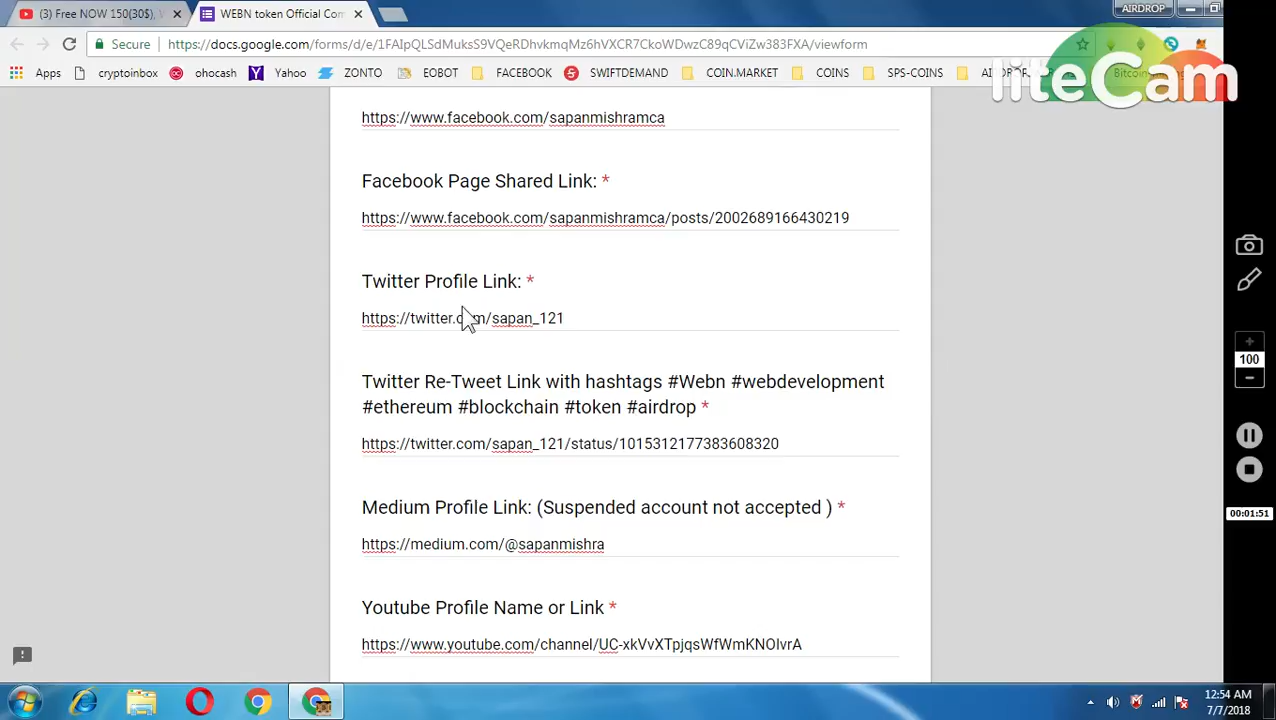 (3) Free NOW 150(30$),
WEBN token Official Com
AIRDROP
Secure
https://docs.google.com/forms/d/e/1FAIpQLSdMuksS9VQeRDhvkmqMz6hVXCR7CkoWDwzC89qCViZw383FXA/viewform
Apps
cryptoinbox
ohocash
Yahoo
ZONTO
EOBOT
FACEBOOK
SWIFTDEMAND
COIN.MARKET
COINS
SPS-COINS
liteCam
https://www.facebook.com/sapanmishramca
Facebook Page Shared Link: *
https://www.facebook.com/sapanmishramca/posts/2002689166430219
Twitter Profile Link: *
https://twitter.com/sapan_121
Twitter Re-Tweet Link with hashtags #Webn #webdevelopment
#ethereum #blockchain #token #airdrop *
https://twitter.com/sapan_121/status/1015312177383608320
Medium Profile Link: (Suspended account not accepted ) *
https://medium.com/@sapanmishra
Youtube Profile Name or Link *
https://www.youtube.com/channel/UC-xkVvXTpjqsWfWmKNOIvrA
100
00:01:51
12:54 AM
7/7/2018